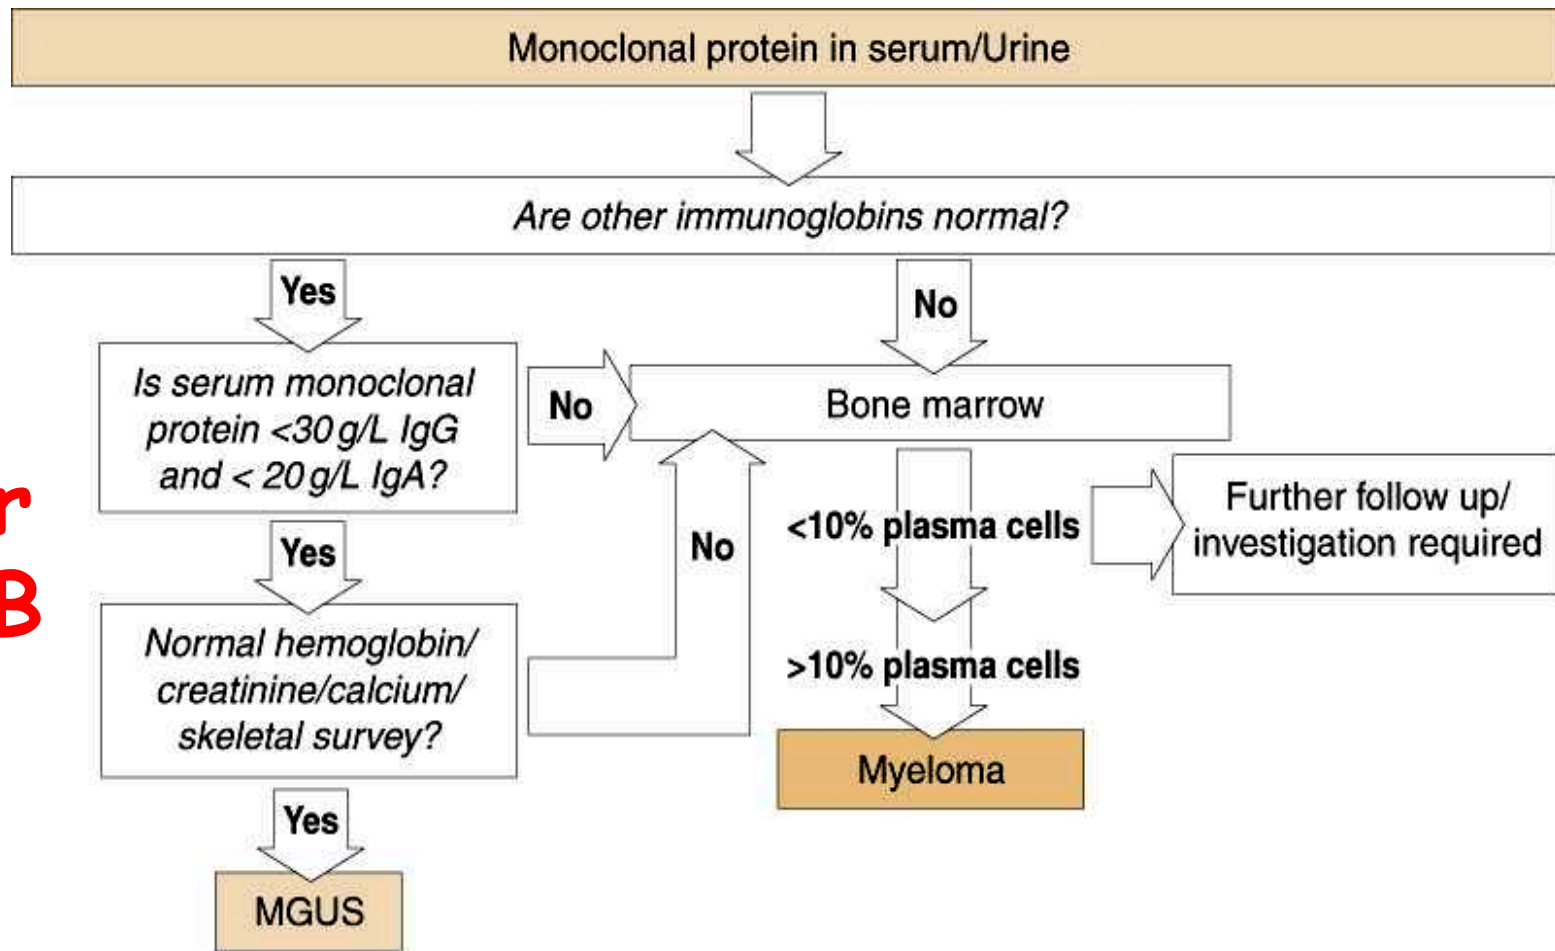 Monoclonal protein in serum/Urine
Are other immunoglobins normal?
Yes
No
Is serum monoclonal
protein <30 g/L IgG
and < 20 g/L IgA?
No
Bone marrow
Yes
No
<10% plasma cells
Further follow up/
investigation required
r
B
Normal hemoglobin/
creatinine/calcium/
skeletal survey?
>10% plasma cells
Myeloma
Yes
MGUS